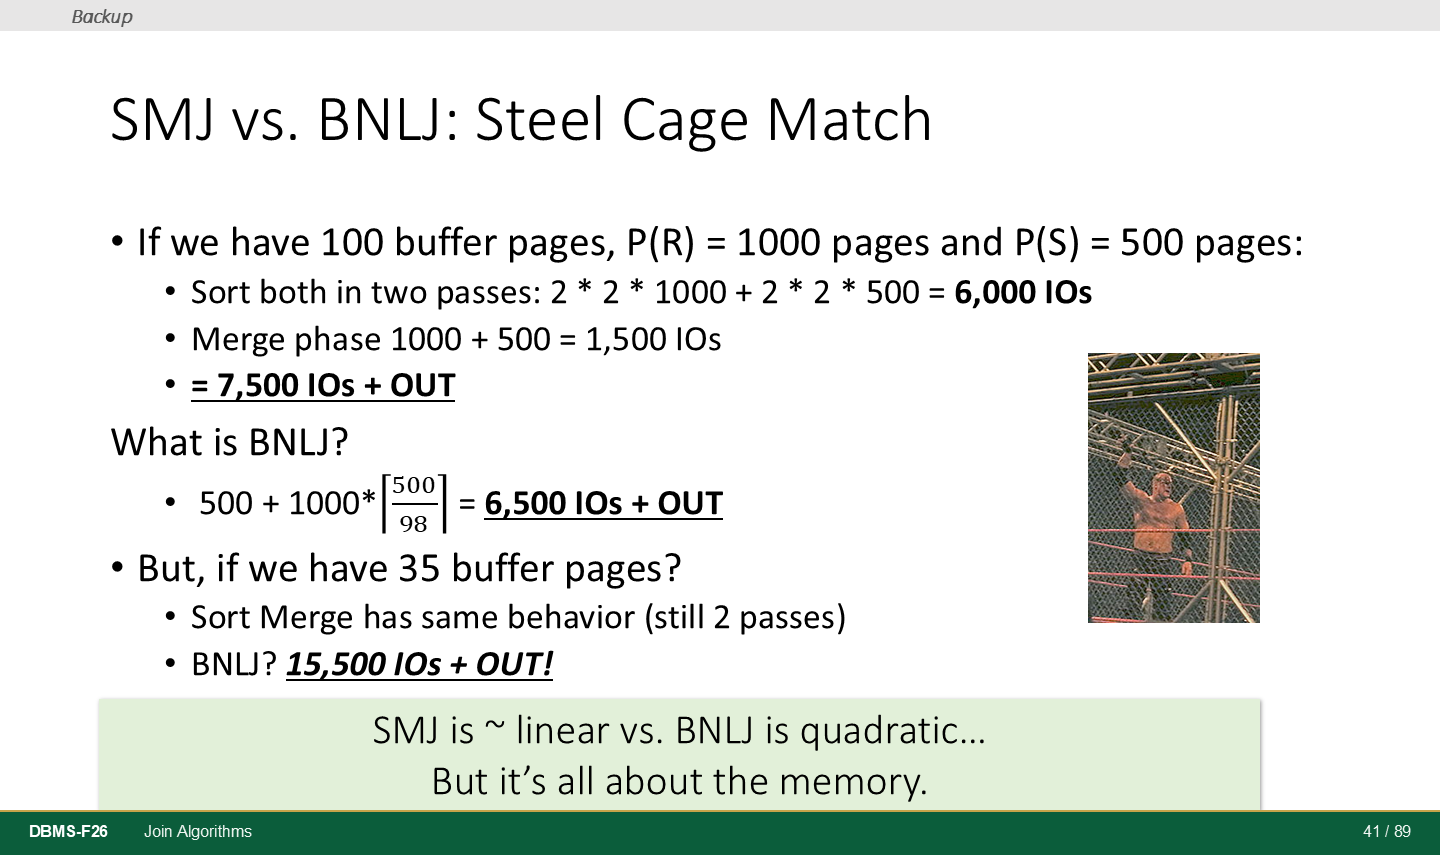 Backup
SMJ vs. BNLJ: Steel Cage Match
• If we have 100 buffer pages, P(R) = 1000 pages and P(S) = 500 pages:
• Sort both in two passes: 2 * 2 * 1000 + 2 * 2 * 500 = 6,000 IOs
• Merge phase 1000 + 500 = 1,500 IOs
• = 7,500 IOs + OUT
What is BNLJ?
• 500 + 1000*⌈500/98⌉ = 6,500 IOs + OUT
• But, if we have 35 buffer pages?
• Sort Merge has same behavior (still 2 passes)
• BNLJ? 15,500 IOs + OUT!
SMJ is ~ linear vs. BNLJ is quadratic…
But it’s all about the memory.
DBMS-F26 Join Algorithms 41 / 89